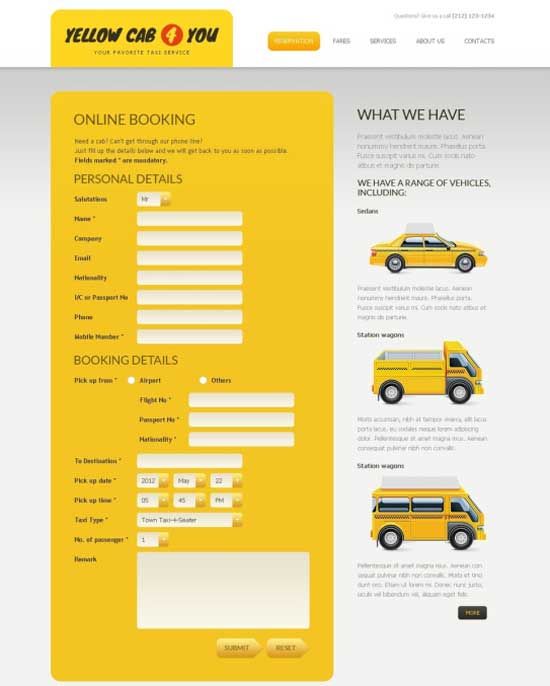 Questions? Give us a call (212) 123-1234
YELLOW CAB 4 YOU
YOUR FAVORITE TAXI SERVICE
RESERVATION FARES SERVICES ABOUT US CONTACTS
ONLINE BOOKING
Need a cab? Can't get through our phone line?
Just fill up the details below and we will get back to you as soon as possible.
Fields marked * are mandatory.
PERSONAL DETAILS
Salutations Mr
Name *
Company
Email
Nationality
I/C or Passport No
Phone
Mobile Number *
BOOKING DETAILS
Pick up from * Airport Others
Flight No *
Passport No *
Nationality *
To Destination *
Pick up date * 2012 May 22
Pick up time * 05 45 PM
Taxi Type * Town Taxi-4-Seater
No. of passenger * 1
Remark
SUBMIT RESET
WHAT WE HAVE
Praesent vestibulum molestie lacus. Aenean
nonummy hendrerit mauris. Phasellus porta.
Fusce suscipit varius mi. Cum sociis nato
atibus et magnis dis parturie.
WE HAVE A RANGE OF VEHICLES,
INCLUDING:
Sedans
Praesent vestibulum molestie lacus. Aenean
nonummy hendrerit mauris. Phasellus porta.
Fusce suscipit varius mi. Cum sociis nato atibus et
magnis dis parturie.
Station wagons
Morbi accumsan, nibh at tempor viverra, elit lacus
porta lacus, eu sodales neque lorem adipiscing
dolor. Pellentesque sit amet magna risus. Aenean
consequat pulvinar nibh non convallis.
Station wagons
Pellentesque sit amet magna risus. Aenean con
sequat pulvinar nibh non convallis. Morbi et tinci
dunt orci. Etiam ut lorem mi. Donec nunc justo,
iaculis vel bibendum vel, aliquam eget felis.
MORE